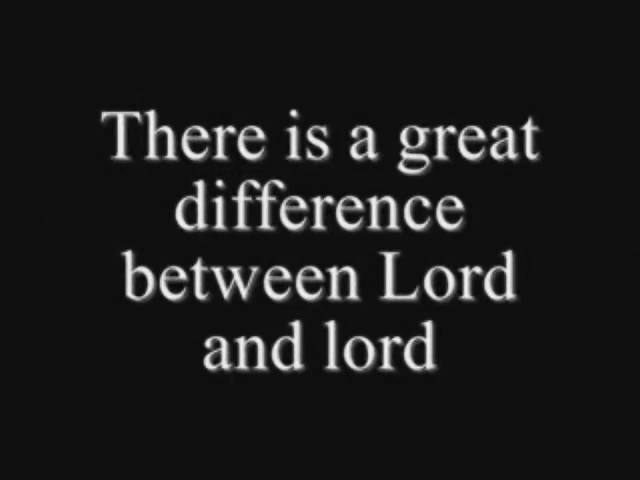 There is a great
difference
between Lord
and lord